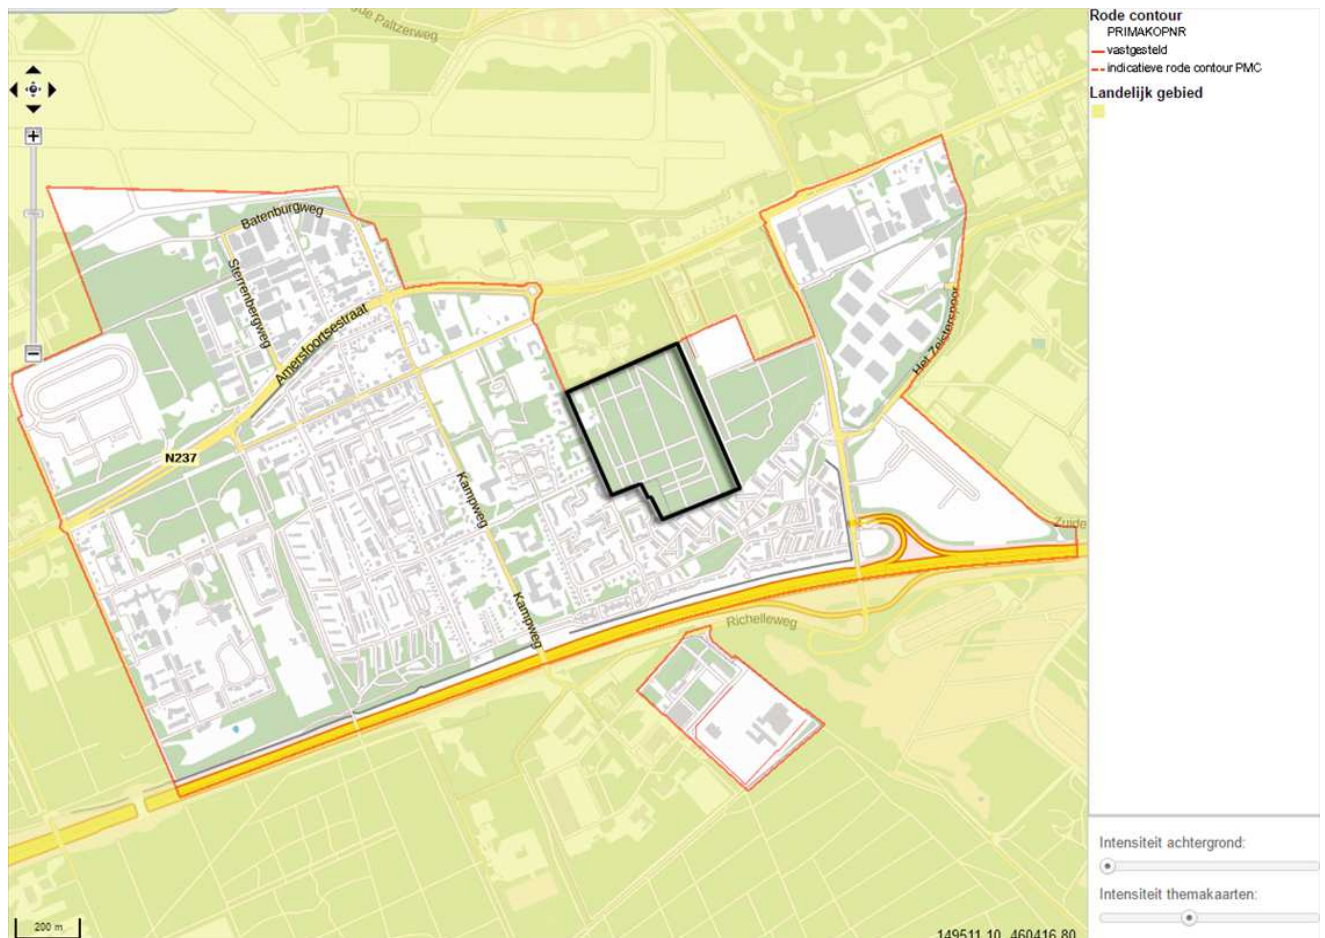 Rode contour
PRIMAKOPNR
vastgesteld
indicatieve rode contour PMC
Landelijk gebied
de Paltzerweg
Batenburgweg
Sterrenbergweg
Amersfoortsestraat
Het Zeisterspoor
N237
Kampweg
Zuide
Kampweg
Richelleweg
Intensiteit achtergrond:
Intensiteit themakaarten:
200 m
149511.10 460416.80